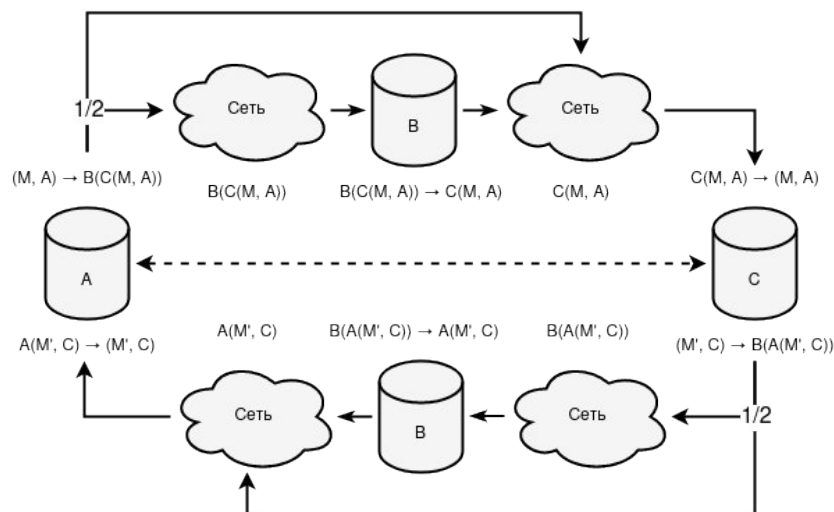 1/2
Сеть
B
Сеть
(M, A) → B(C(M, A))
B(C(M, A))
B(C(M, A)) → C(M, A)
C(M, A)
C(M, A) → (M, A)
A
C
A(M', C) → (M', C)
A(M', C)
B(A(M', C)) → A(M', C)
B(A(M', C))
(M', C) → B(A(M', C))
Сеть
B
Сеть
1/2